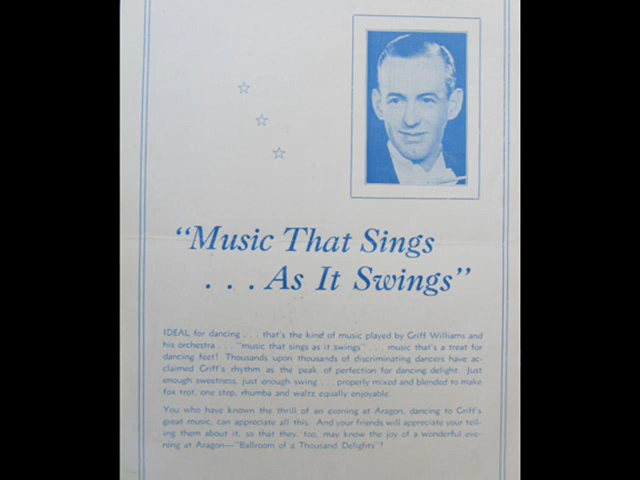 "Music That Sings
. . . As It Swings"
IDEAL for dancing . . . that's the kind of music played by Griff Williams and
his orchestra . . . "music that sings as it swings" . . . music that's a treat for
dancing feet! Thousands upon thousands of discriminating dancers have ac-
claimed Griff's rhythm as the peak of perfection for dancing delight. Just
enough sweetness, just enough swing . . . properly mixed and blended to make
fox trot, one step, rhumba and waltz equally enjoyable.
You who have known the thrill of an evening at Aragon, dancing to Griff's
great music, can appreciate all this. And your friends will appreciate your tell-
ing them about it, so that they, too, may know the joy of a wonderful eve-
ning at Aragon—"Ballroom of a Thousand Delights"!